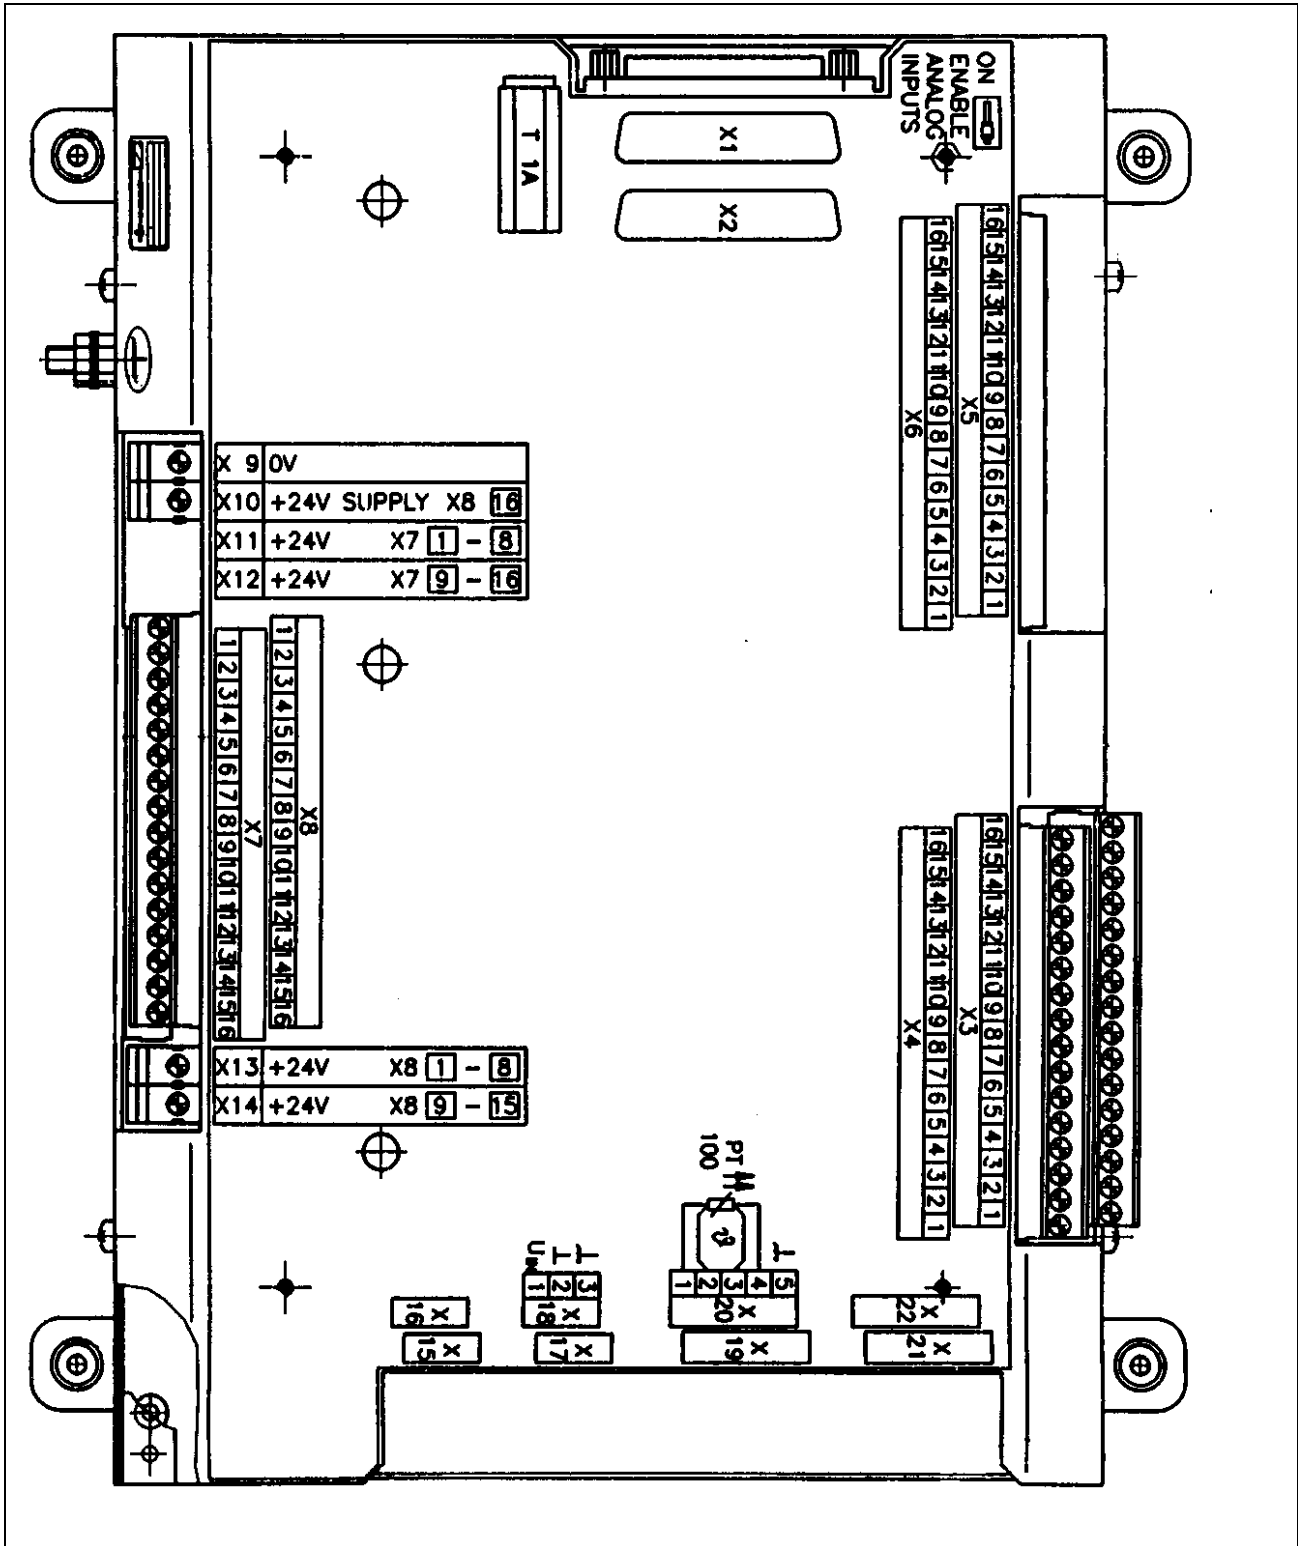 ON
ENABLE
ANALOG
INPUTS
T 1A
X1
X2
16 15 14 13 12 11 10 9 8 7 6 5 4 3 2 1
X5
16 15 14 13 12 11 10 9 8 7 6 5 4 3 2 1
X6
X 9 0V
X10 +24V SUPPLY X8 16
X11 +24V X7 1 - 8
X12 +24V X7 9 - 16
1 2 3 4 5 6 7 8 9 10 11 12 13 14 15 16
X7
1 2 3 4 5 6 7 8 9 10 11 12 13 14 15 16
X8
16 15 14 13 12 11 10 9 8 7 6 5 4 3 2 1
X3
16 15 14 13 12 11 10 9 8 7 6 5 4 3 2 1
X4
X13 +24V X8 1 - 8
X14 +24V X8 9 - 15
PT
100
ϑ
UIN
1 2 3
1 2 3 4 5
X 16
X 18
X 20
X 22
X 15
X 17
X 19
X 21